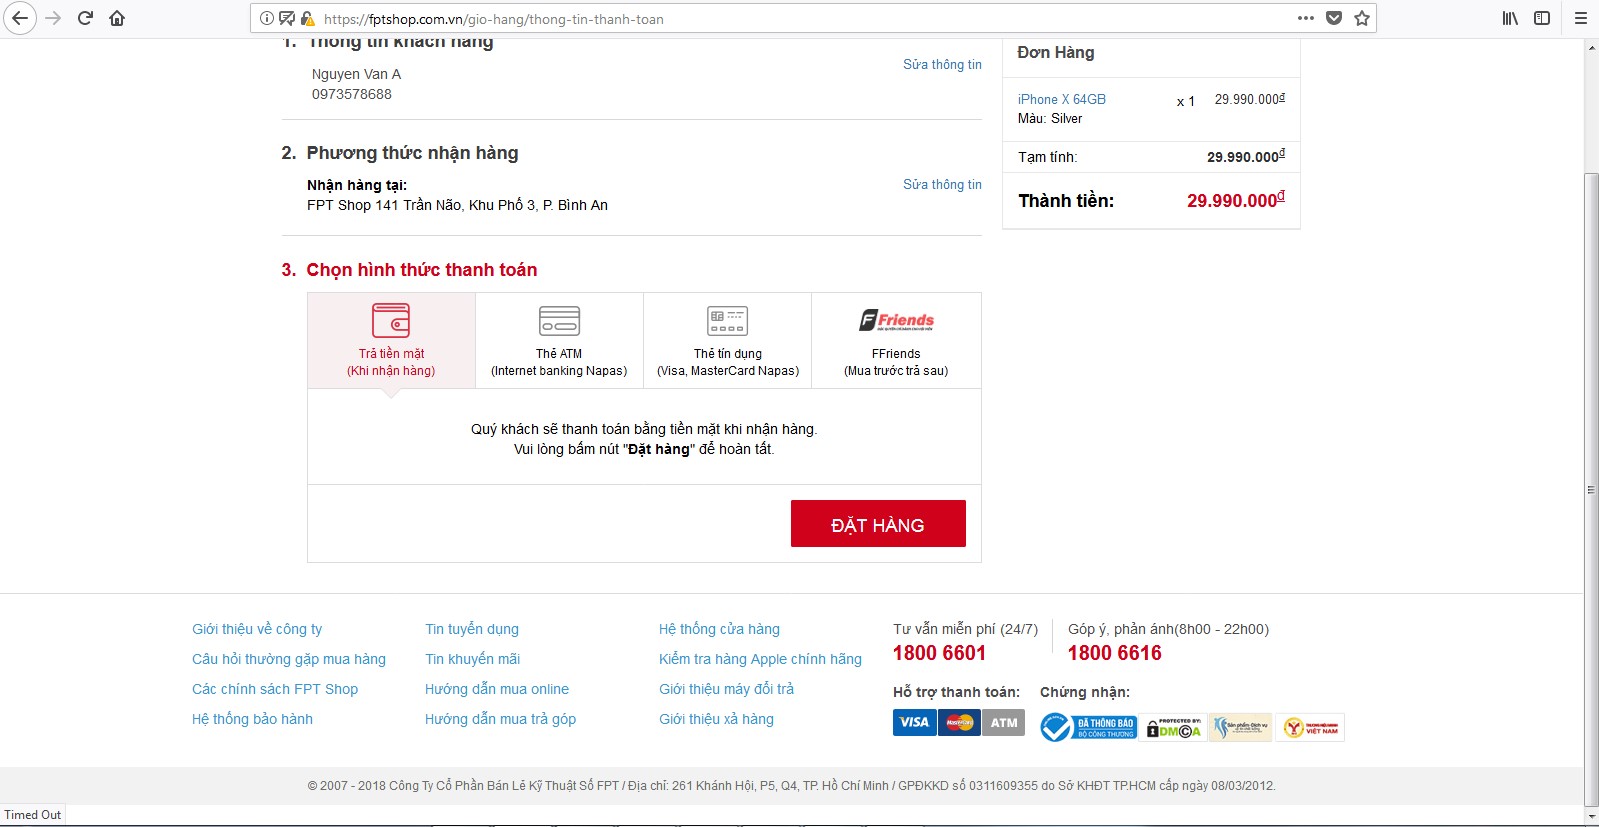 https://fptshop.com.vn/gio-hang/thong-tin-thanh-toan
1. Thông tin khách hàng
Nguyen Van A
0973578688
Sửa thông tin
2. Phương thức nhận hàng
Nhận hàng tại:
FPT Shop 141 Trần Não, Khu Phố 3, P. Bình An
Sửa thông tin
3. Chọn hình thức thanh toán
Trả tiền mặt
(Khi nhận hàng)
Thẻ ATM
(Internet banking Napas)
Thẻ tín dụng
(Visa, MasterCard Napas)
FFriends
FFriends
(Mua trước trả sau)
Quý khách sẽ thanh toán bằng tiền mặt khi nhận hàng.
Vui lòng bấm nút "Đặt hàng" để hoàn tất.
ĐẶT HÀNG
Đơn Hàng
iPhone X 64GB x 1 29.990.000đ
Màu: Silver
Tạm tính: 29.990.000đ
Thành tiền: 29.990.000đ
Giới thiệu về công ty
Câu hỏi thường gặp mua hàng
Các chính sách FPT Shop
Hệ thống bảo hành
Tin tuyển dụng
Tin khuyến mãi
Hướng dẫn mua online
Hướng dẫn mua trả góp
Hệ thống cửa hàng
Kiểm tra hàng Apple chính hãng
Giới thiệu máy đổi trả
Giới thiệu xả hàng
Tư vấn miễn phí (24/7)
1800 6601
Góp ý, phản ánh(8h00 - 22h00)
1800 6616
Hỗ trợ thanh toán:
VISA MasterCard ATM
Chứng nhận:
ĐÃ THÔNG BÁO
BỘ CÔNG THƯƠNG
PROTECTED BY:
DMCA
Sản phẩm-Dịch vụ
THƯƠNG HIỆU MẠNH
VIỆT NAM
© 2007 - 2018 Công Ty Cổ Phần Bán Lẻ Kỹ Thuật Số FPT / Địa chỉ: 261 Khánh Hội, P5, Q4, TP. Hồ Chí Minh / GPĐKKD số 0311609355 do Sở KHĐT TP.HCM cấp ngày 08/03/2012.
Timed Out